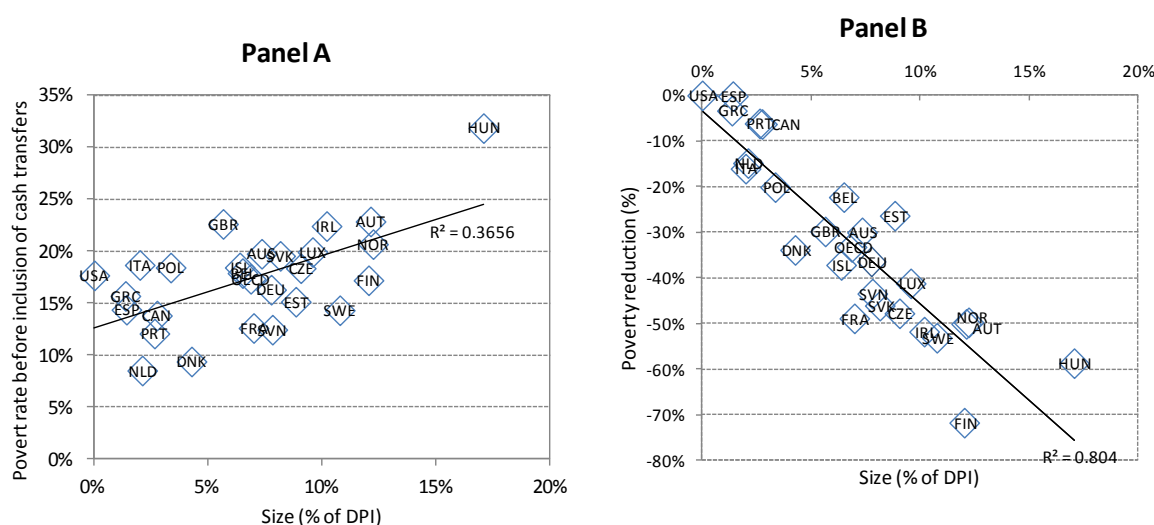 Panel A
Povert rate before inclusion of cash transfers
35%
30%
25%
20%
15%
10%
5%
0%
HUN
GBR
IRL
AUT
R² = 0.3656
NOR
AUS
SVK
LUX
ITA
POL
ISL
BEL
CZE
USA
OECD
FIN
DEU
GRC
EST
ESP
CAN
SWE
PRT
FRA
SVN
DNK
NLD
0%
5%
10%
15%
20%
Size (% of DPI)
Panel B
0%
5%
10%
15%
20%
Poverty reduction (%)
0%
-10%
-20%
-30%
-40%
-50%
-60%
-70%
-80%
USA
ESP
GRC
PRT
CAN
NLD
ITA
POL
BEL
EST
GBR
AUS
DNK
OECD
ISL
DEU
LUX
SVN
SVK
CZE
FRA
NOR
AUT
IRL
SWE
HUN
FIN
R² = 0.804
Size (% of DPI)